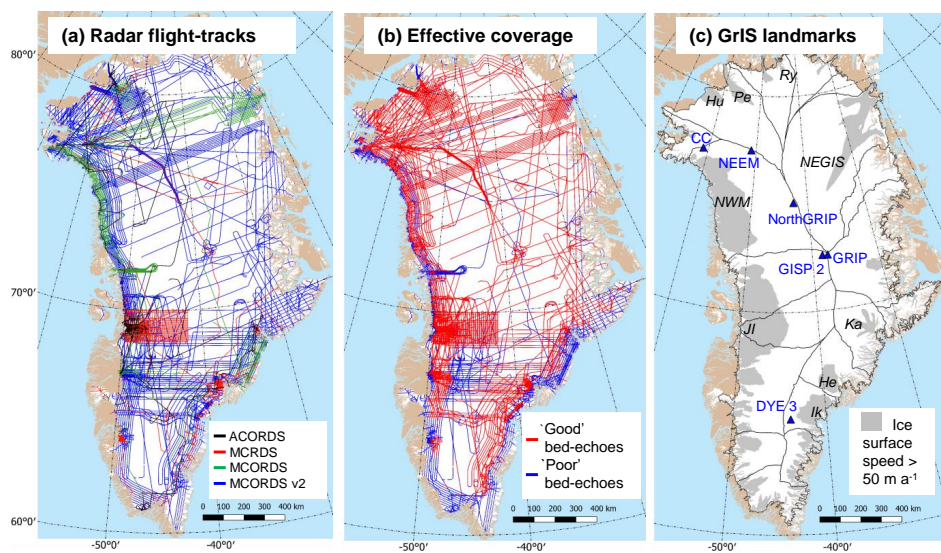 (a) Radar flight-tracks
(b) Effective coverage
(c) GrIS landmarks
80°0'
70°0'
60°0'
-50°0'
-40°0'
ACORDS
MCRDS
MCORDS
MCORDS v2
0 100 200 300 400 km
-50°0'
-40°0'
`Good'
bed-echoes
`Poor'
bed-echoes
0 100 200 300 400 km
-50°0'
-40°0'
Ry
Pe
Hu
CC
NEEM
NEGIS
NWM
NorthGRIP
GISP 2
GRIP
JI
Ka
He
DYE 3
Ik
Ice
surface
speed >
50 m a-1
0 100 200 300 400 km